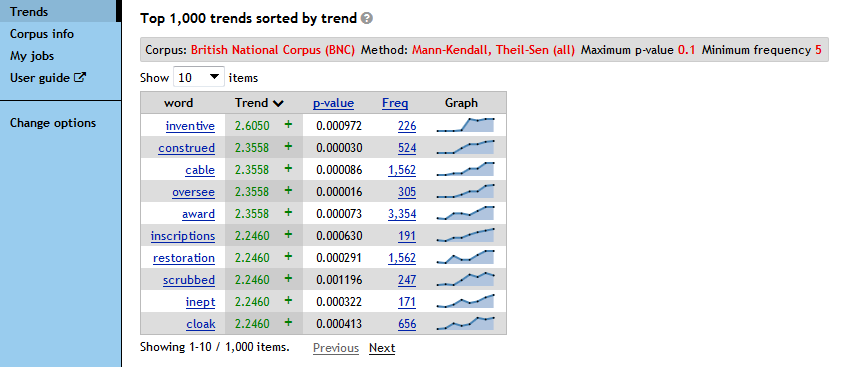 Trends
Corpus info
My jobs
User guide
Change options
Top 1,000 trends sorted by trend ?
Corpus: British National Corpus (BNC) Method: Mann-Kendall, Theil-Sen (all) Maximum p-value 0.1 Minimum frequency 5
Show 10 items
word Trend p-value Freq Graph
inventive 2.6050 + 0.000972 226
construed 2.3558 + 0.000030 524
cable 2.3558 + 0.000086 1,562
oversee 2.3558 + 0.000016 305
award 2.3558 + 0.000073 3,354
inscriptions 2.2460 + 0.000630 191
restoration 2.2460 + 0.000291 1,562
scrubbed 2.2460 + 0.001196 247
inept 2.2460 + 0.000322 171
cloak 2.2460 + 0.000413 656
Showing 1-10 / 1,000 items. Previous Next